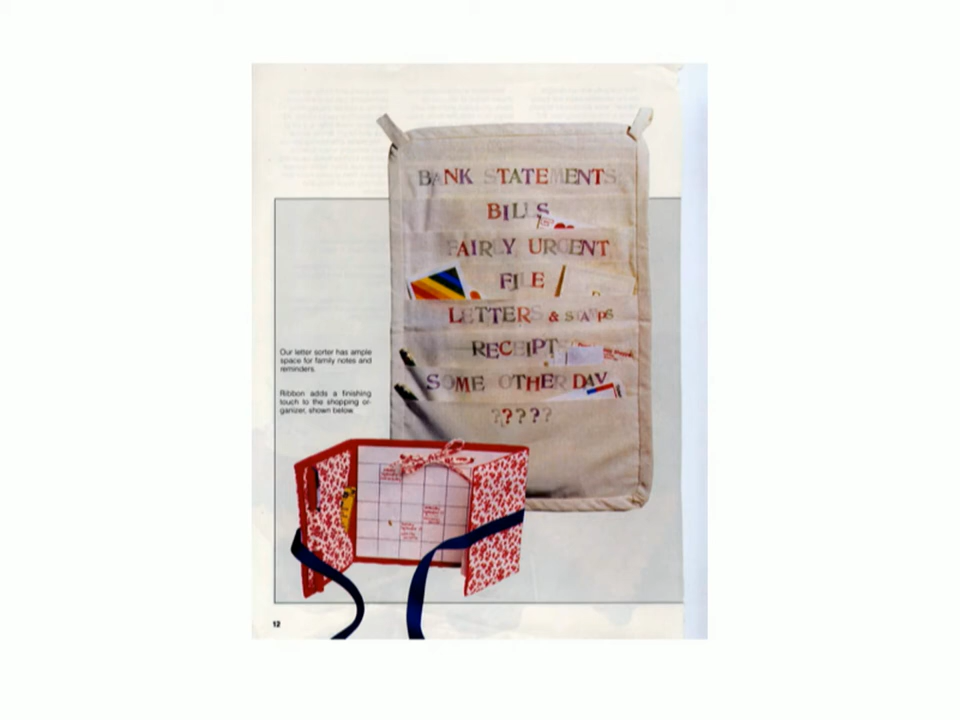 BANK STATEMENTS
BILLS
FAIRLY URGENT
FILE
LETTERS & STAMPS
RECEIPT
SOME OTHER DAY
?????
Our letter sorter has ample
space for family notes and
reminders.
Ribbon adds a finishing
touch to the shopping or-
ganizer, shown below
12